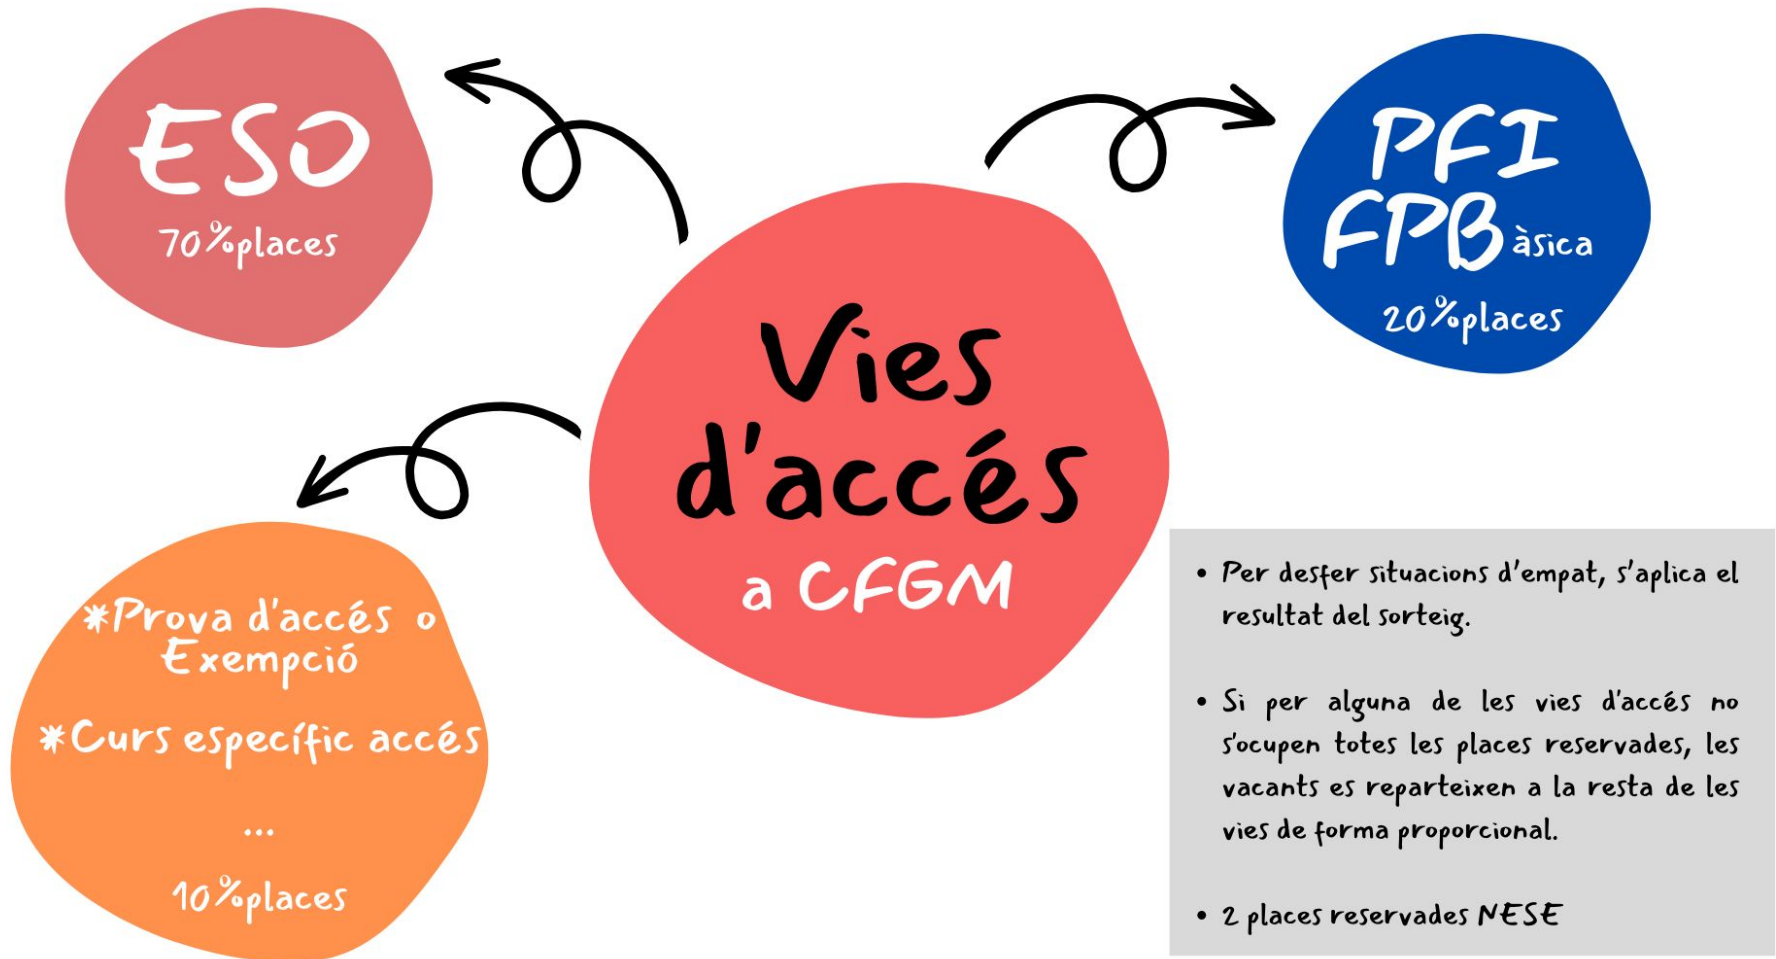 ESO
70%places
PFI
FPBàsica
20%places
Vies
d'accés
a CFGM
*Prova d'accés o
Exempció
*Curs específic accés
...
10%places
• Per desfer situacions d'empat, s'aplica el
resultat del sorteig.
• Si per alguna de les vies d'accés no
s'ocupen totes les places reservades, les
vacants es reparteixen a la resta de les
vies de forma proporcional.
• 2 places reservades NESE